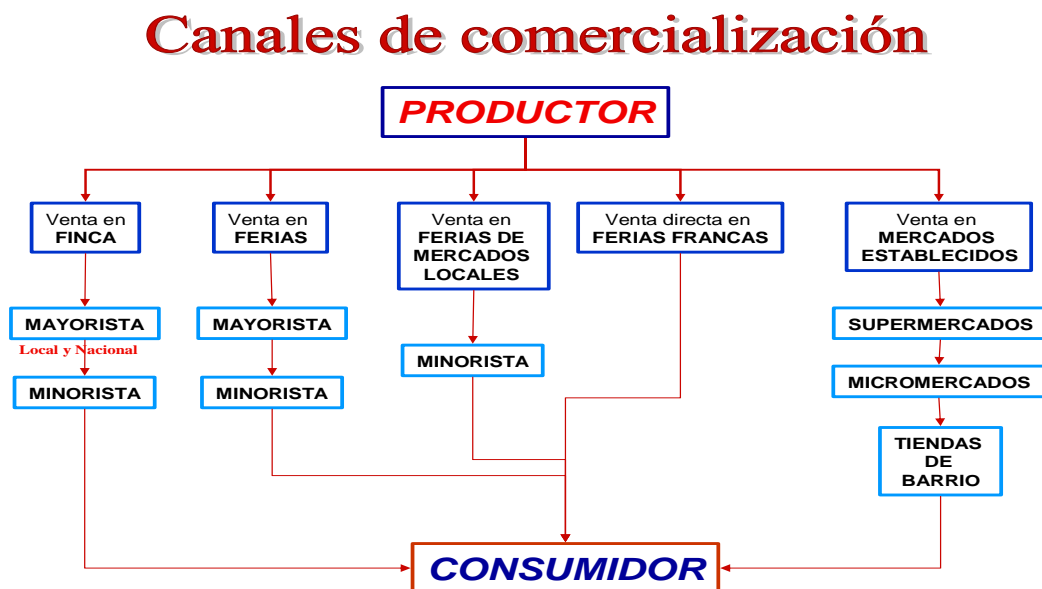 Canales de comercialización
PRODUCTOR
Venta en
FINCA
Venta en
FERIAS
Venta en
FERIAS DE
MERCADOS
LOCALES
Venta directa en
FERIAS FRANCAS
Venta en
MERCADOS
ESTABLECIDOS
MAYORISTA
Local y Nacional
MINORISTA
MAYORISTA
MINORISTA
MINORISTA
SUPERMERCADOS
MICROMERCADOS
TIENDAS
DE
BARRIO
CONSUMIDOR